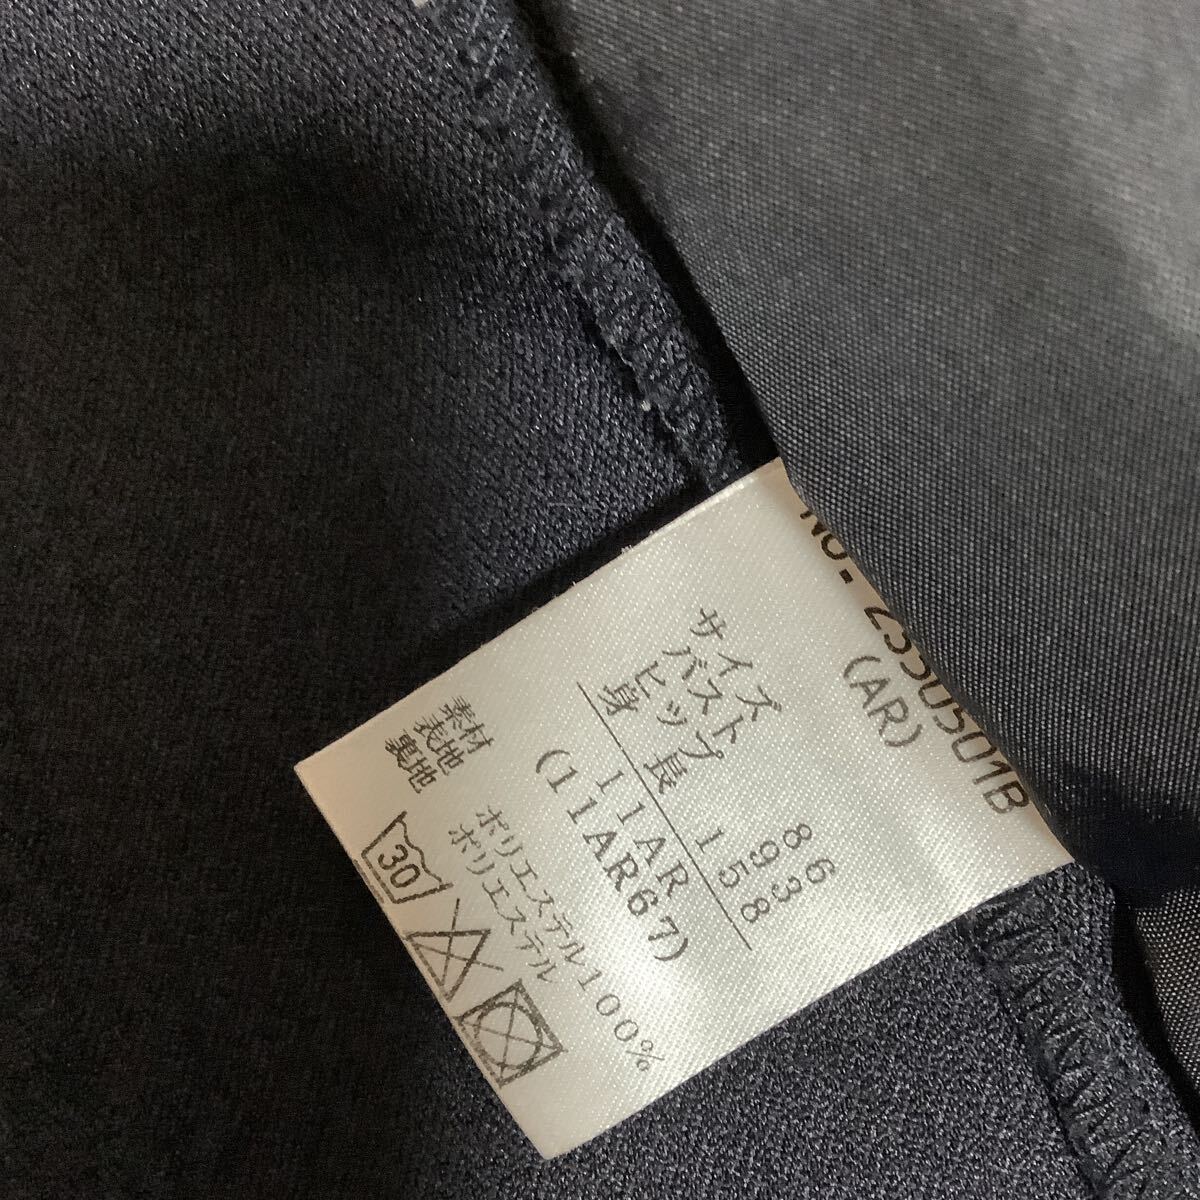 NO. 2350501B
(AR)
サイズ
バスト 86
ヒップ 93
身長 158
11AR
(11AR67)
素材
表地 ポリエステル100%
裏地 ポリエステル
30